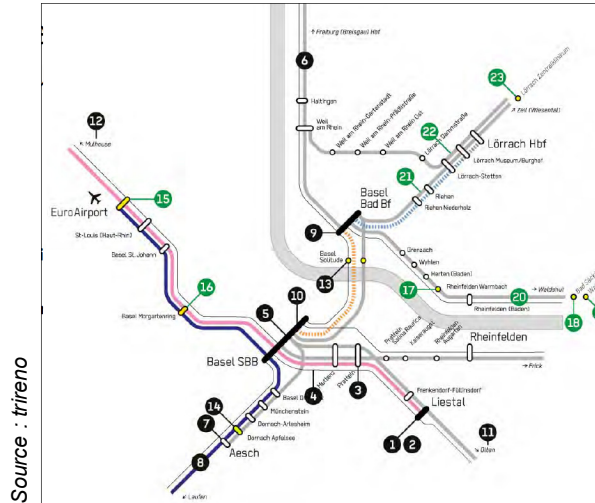 Source : trireno
Freiburg (Breisgau) Hbf
6
23
Lörrach Zentralklinikum
Zell (Wiesental)
Haltingen
Weil am Rhein
Weil am Rhein-Gartenstadt
Weil am Rhein-Pfädlistraße
Weil am Rhein Ost
Lörrach Dammstraße
22
Lörrach Hbf
Lörrach Museum/Burghof
Lörrach-Stetten
12
Mulhouse
15
EuroAirport
St-Louis (Haut-Rhin)
Basel St. Johann
21
Riehen
Riehen Niederholz
Basel
Bad Bf
9
Basel
Solitude
13
Grenzach
Wyhlen
Herten (Baden)
17
Rheinfelden Warmbach
20
Waldshut
Rheinfelden (Baden)
18
16
Basel Morgartenring
10
5
Basel SBB
Pratteln
Salina Raurica
Kaiseraugst
Rheinfelden
Augarten
Rheinfelden
Frick
Muttenz
Pratteln
4
3
Frenkendorf-Füllinsdorf
Liestal
1
2
11
Olten
Münchenstein
Dornach-Arlesheim
Dornach Apfelsee
14
7
Aesch
8
Laufen